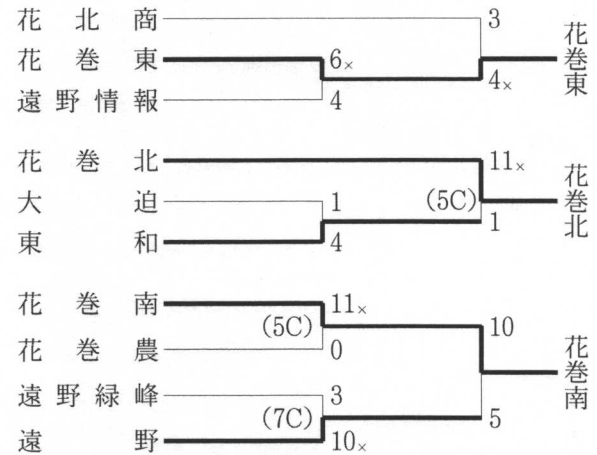 花北商 3
花巻東 6× 4×
遠野情報 4
花巻東
花巻北 11×
大迫 1 (5C)
東和 4 1
花巻北
花巻南 11×
(5C) 10
花巻農 0
遠野緑峰 3
(7C) 5
遠野 10×
花巻南